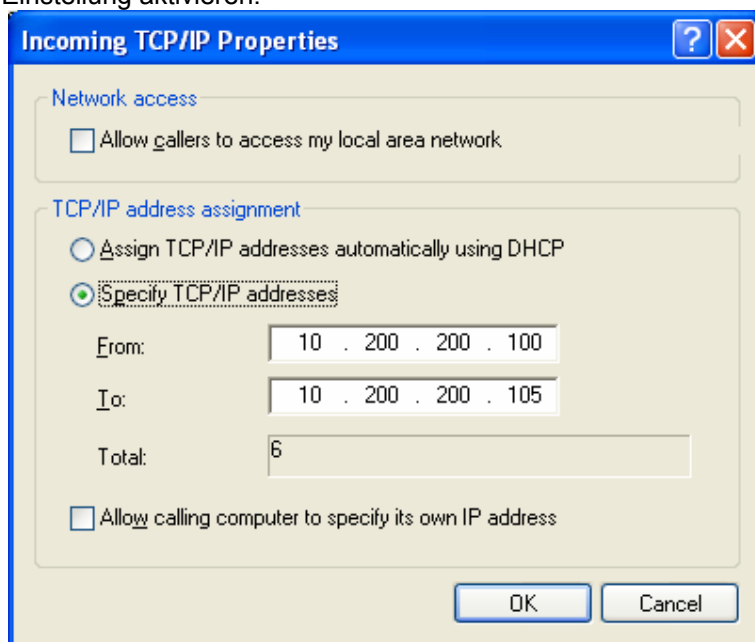 Einstellung aktivieren.
Incoming TCP/IP Properties
Network access
Allow callers to access my local area network
TCP/IP address assignment
Assign TCP/IP addresses automatically using DHCP
Specify TCP/IP addresses
From: 10 . 200 . 200 . 100
To: 10 . 200 . 200 . 105
Total: 6
Allow calling computer to specify its own IP address
OK Cancel